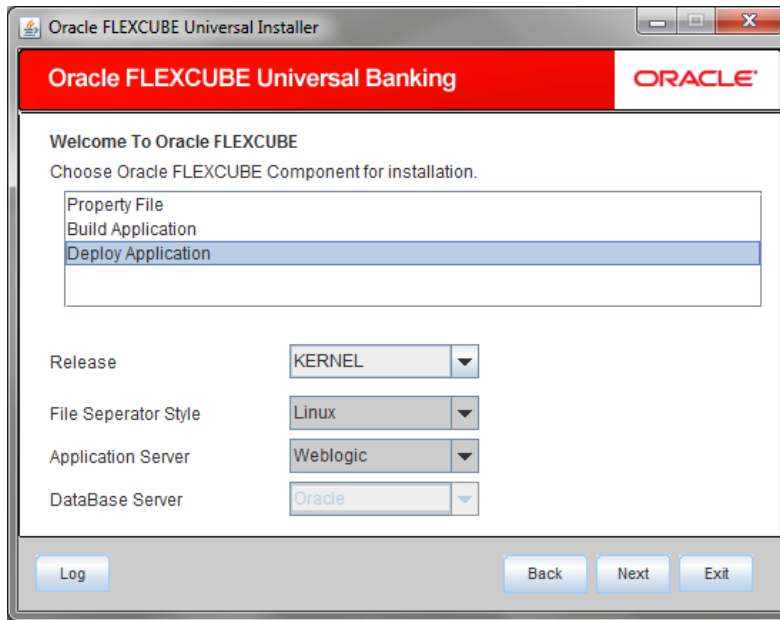 Oracle FLEXCUBE Universal Installer
Oracle FLEXCUBE Universal Banking
ORACLE
Welcome To Oracle FLEXCUBE
Choose Oracle FLEXCUBE Component for installation.
Property File
Build Application
Deploy Application
Release KERNEL
File Seperator Style Linux
Application Server Weblogic
DataBase Server Oracle
Log Back Next Exit